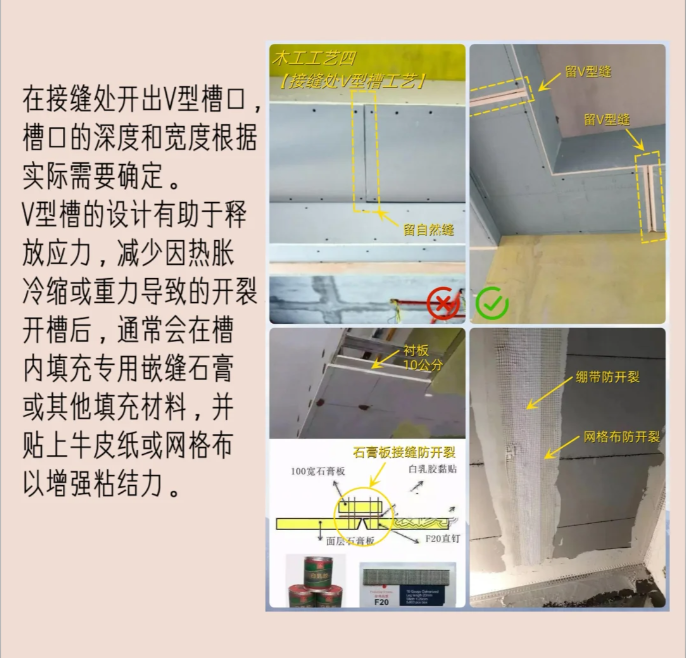 在接缝处开出V型槽口，
槽口的深度和宽度根据
实际需要确定。
V型槽的设计有助于释
放应力，减少因热胀
冷缩或重力导致的开裂
开槽后，通常会在槽
内填充专用嵌缝石膏
或其他填充材料，并
贴上牛皮纸或网格布
以增强粘结力。
木工工艺四
【接缝处V型槽工艺】
留自然缝
留V型缝
留V型缝
衬板
10公分
石膏板接缝防开裂
100宽石膏板
白乳胶黏贴
面层石膏板
F20直钉
F20
绷带防开裂
网格布防开裂